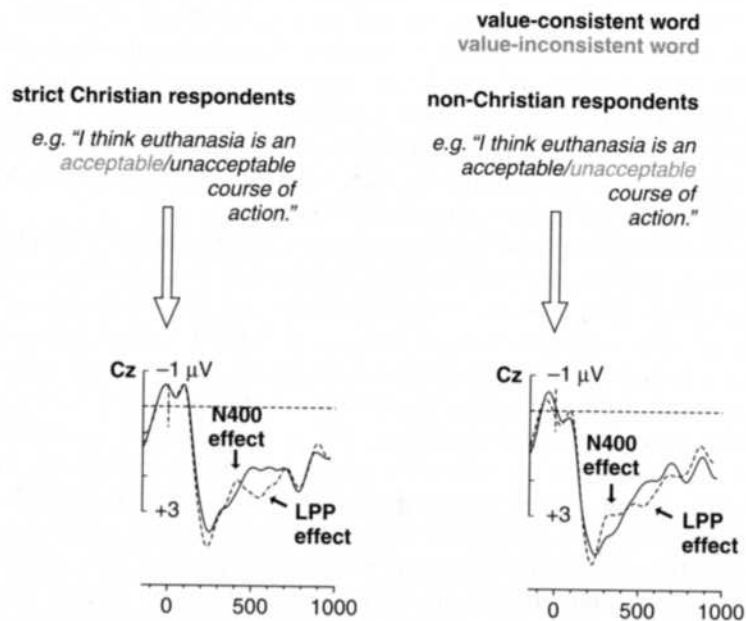 value-consistent word
value-inconsistent word
strict Christian respondents
e.g. "I think euthanasia is an
acceptable/unacceptable
course of
action."
non-Christian respondents
e.g. "I think euthanasia is an
acceptable/unacceptable
course of
action."
Cz
−1 µV
N400
effect
+3
LPP
effect
0 500 1000
Cz
−1 µV
N400
effect
+3
LPP
effect
0 500 1000